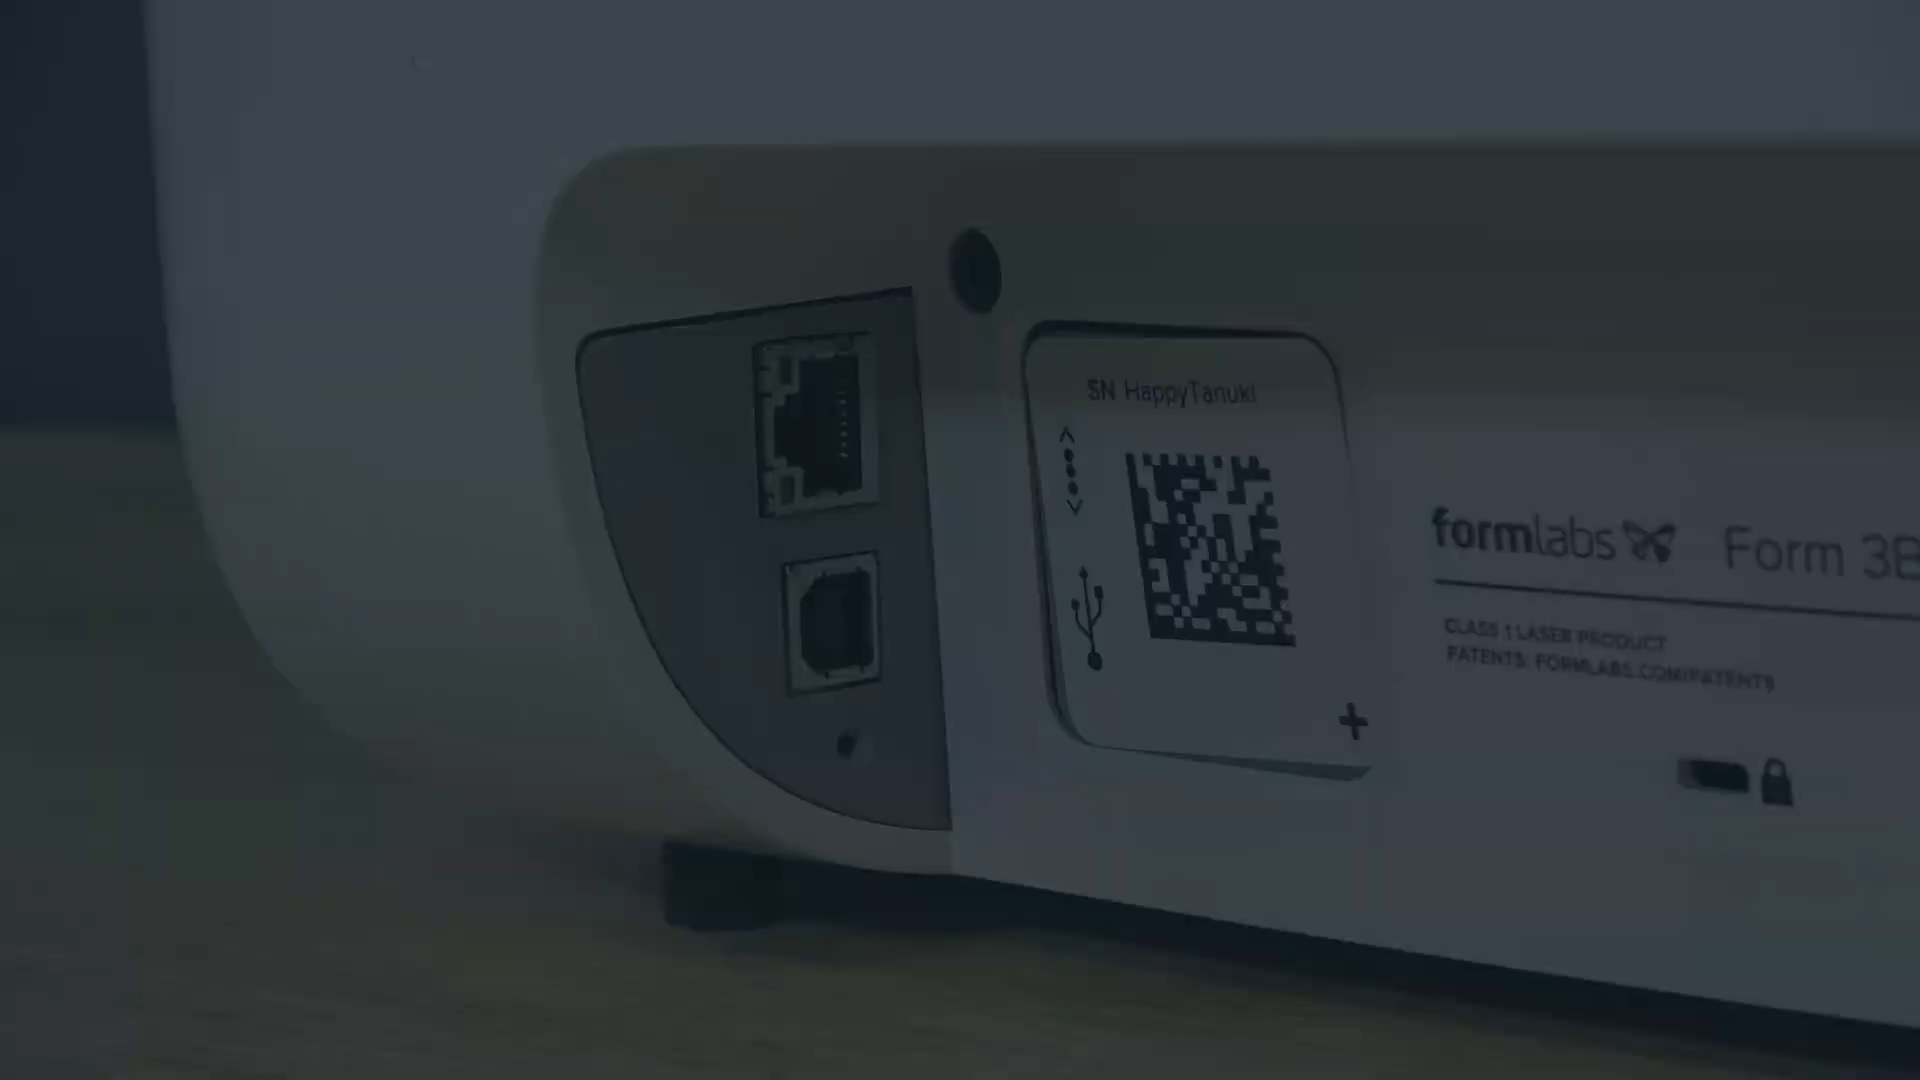 SN HappyTanuki
formlabs Form 3B
CLASS 1 LASER PRODUCT
PATENTS: FORMLABS.COM/PATENTS